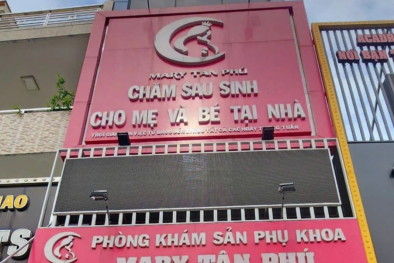 MARY TÂN PHÚ
CHĂM SAU SINH
CHO MẸ VÀ BÉ TẠI NHÀ
ACADE
PHÒNG KHÁM SẢN PHỤ KHOA
MARY TÂN PHÚ